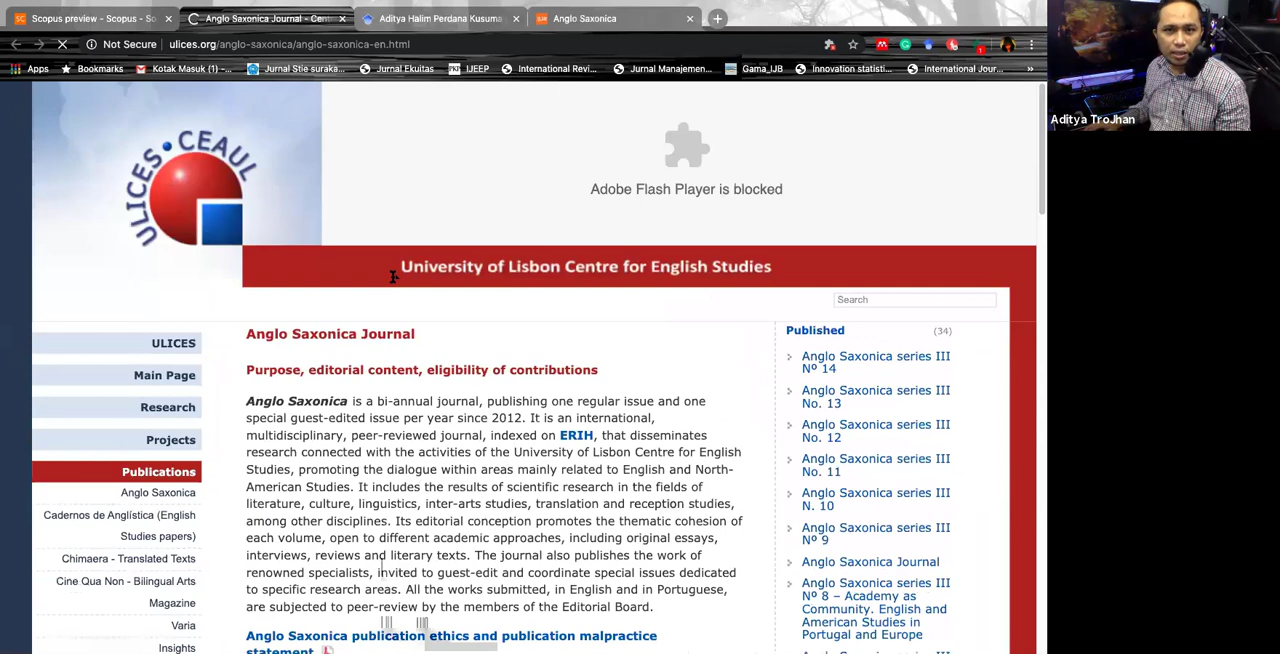 Scopus preview - Scopus - So
Anglo Saxonica Journal - Cent
Aditya Halim Perdana Kusuma
Anglo Saxonica
Not Secure
ulices.org/anglo-saxonica/anglo-saxonica-en.html
Apps
Bookmarks
Kotak Masuk (1) -...
Jurnal Stie suraka...
Jurnal Ekuitas
IJEEP
International Revi...
Jurnal Manajemen...
Gama_IJB
Innovation statisti...
International Jour...
Aditya TroJhan
ULICES CEAUL
Adobe Flash Player is blocked
University of Lisbon Centre for English Studies
Search
ULICES
Main Page
Research
Projects
Publications
Anglo Saxonica
Cadernos de Anglística (English
Studies papers)
Chimaera - Translated Texts
Cine Qua Non - Bilingual Arts
Magazine
Varia
Insights
Anglo Saxonica Journal
Purpose, editorial content, eligibility of contributions
Anglo Saxonica is a bi-annual journal, publishing one regular issue and one
special guest-edited issue per year since 2012. It is an international,
multidisciplinary, peer-reviewed journal, indexed on ERIH, that disseminates
research connected with the activities of the University of Lisbon Centre for English
Studies, promoting the dialogue within areas mainly related to English and North-
American Studies. It includes the results of scientific research in the fields of
literature, culture, linguistics, inter-arts studies, translation and reception studies,
among other disciplines. Its editorial conception promotes the thematic cohesion of
each volume, open to different academic approaches, including original essays,
interviews, reviews and literary texts. The journal also publishes the work of
renowned specialists, invited to guest-edit and coordinate special issues dedicated
to specific research areas. All the works submitted, in English and in Portuguese,
are subjected to peer-review by the members of the Editorial Board.
Anglo Saxonica publication ethics and publication malpractice
statement
Published (34)
Anglo Saxonica series III
Nº 14
Anglo Saxonica series III
No. 13
Anglo Saxonica series III
No. 12
Anglo Saxonica series III
No. 11
Anglo Saxonica series III
N. 10
Anglo Saxonica series III
Nº 9
Anglo Saxonica Journal
Anglo Saxonica series III
Nº 8 – Academy as
Community. English and
American Studies in
Portugal and Europe